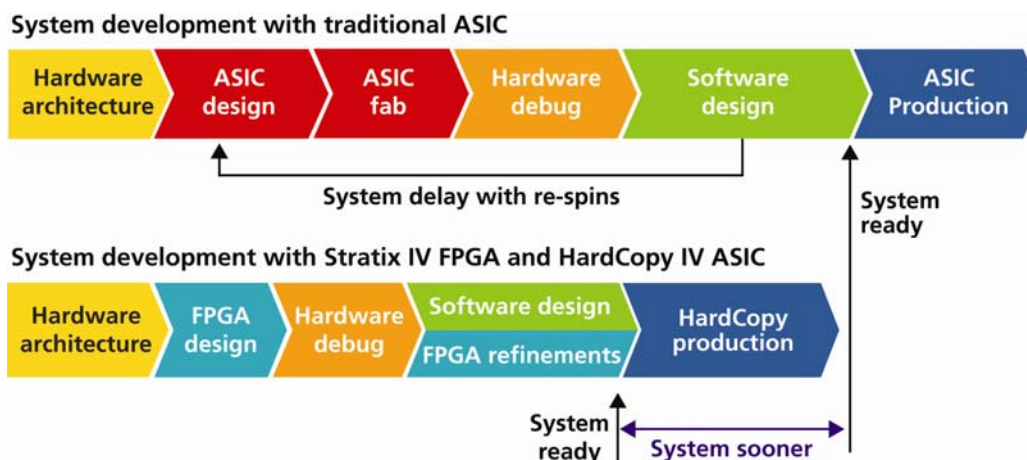 System development with traditional ASIC
Hardware
architecture
ASIC
design
ASIC
fab
Hardware
debug
Software
design
ASIC
Production
System delay with re-spins
System
ready
System development with Stratix IV FPGA and HardCopy IV ASIC
Hardware
architecture
FPGA
design
Hardware
debug
Software design
FPGA refinements
HardCopy
production
System
ready
System sooner